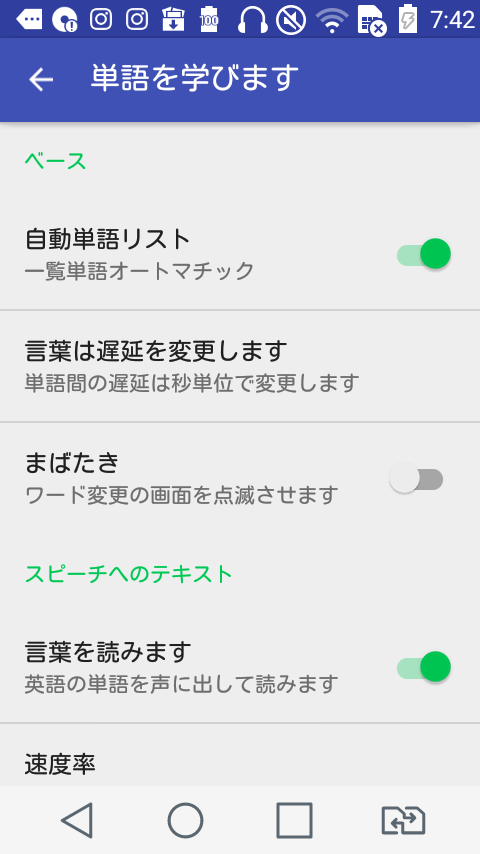 100 7:42
単語を学びます
ベース
自動単語リスト
一覧単語オートマチック
言葉は遅延を変更します
単語間の遅延は秒単位で変更します
まばたき
ワード変更の画面を点滅させます
スピーチへのテキスト
言葉を読みます
英語の単語を声に出して読みます
速度率